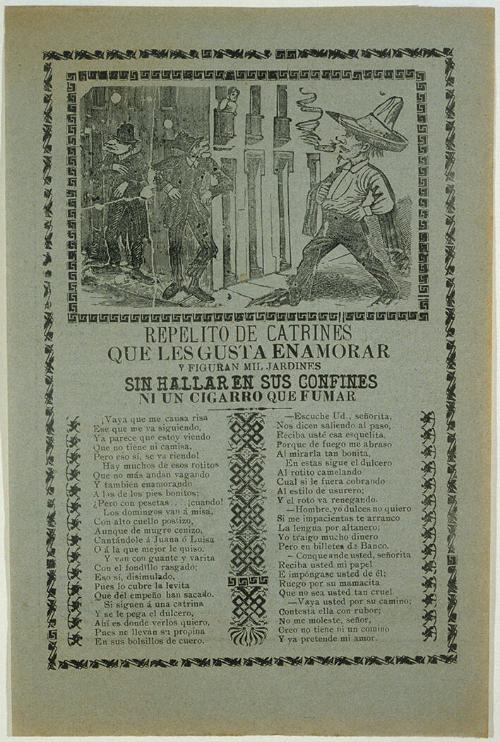 REPELITO DE CATRINES
QUE LES GUSTA ENAMORAR
Y FIGURAN MIL JARDINES
SIN HALLAR EN SUS CONFINES
NI UN CIGARRO QUE FUMAR
¡Vaya que me causa risa
Ese que me va siguiendo,
Ya parece que estoy viendo
Que no tiene ni camisa,
Pero eso sí, se va riendo!
Hay muchos de esos rotitos
Que no más andan vagando
Y también enamorando
A las de los pies bonitos;
¿Pero con pesetas...¡cuando!
Los domingos van á misa,
Con alto cuello postizo,
Aunque de mugre cenizo,
Cantándole á Juana ó Luisa
O á la que mejor le quiso.
Y van con guante y varita
Con el fondillo rasgado;
Eso sí, disimulado,
Pues lo cubre la levita
Que del empeño han sacado.
Si siguen á una catrina
Y se le pega el dulcero,
Ahí es donde verlos quiero,
Pues ne llevan su propina
En sus bolsillos de cuero.
—Escuche Ud., señorita,
Nos dicen saliendo al paso,
Reciba usté esa esquelita,
Porque de fuego me abraso
Al mirarla tan bonita,
En estas sigue el dulcero
Al rotito camelando
Cual si le fuera cobrando
Al estilo de usurero;
Y el roto va renegando.
—Hombre, yo dulces no quiero
Si me impacientas te arranco
La lengua por altanero;
Yo traigo mucho dinero
Pero en billetes de Banco.
—Conque ande usted, señorita
Reciba usted mi papel
E impóngase usted de él;
Ruego por su mamacita
Que no sea usted tan cruel
—Vaya usted por su camino;
Contesta ella con rubor;
No me moleste, señor,
Creo no tiene ni un comino
Y ya pretende mi amor.